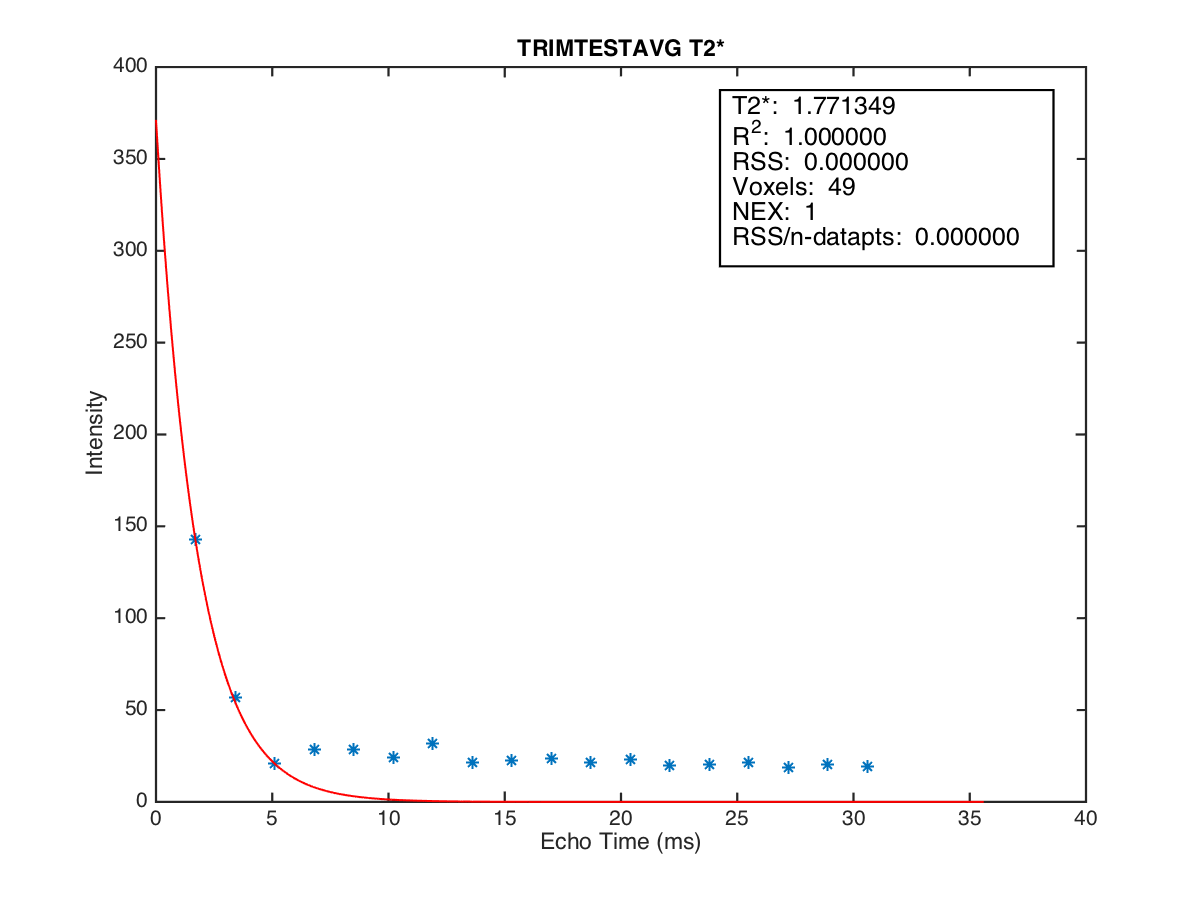 TRIMTESTAVG T2*
400
350
300
250
200
150
100
50
0
Intensity
T2*: 1.771349
R²: 1.000000
RSS: 0.000000
Voxels: 49
NEX: 1
RSS/n-datapts: 0.000000
0 5 10 15 20 25 30 35 40
Echo Time (ms)